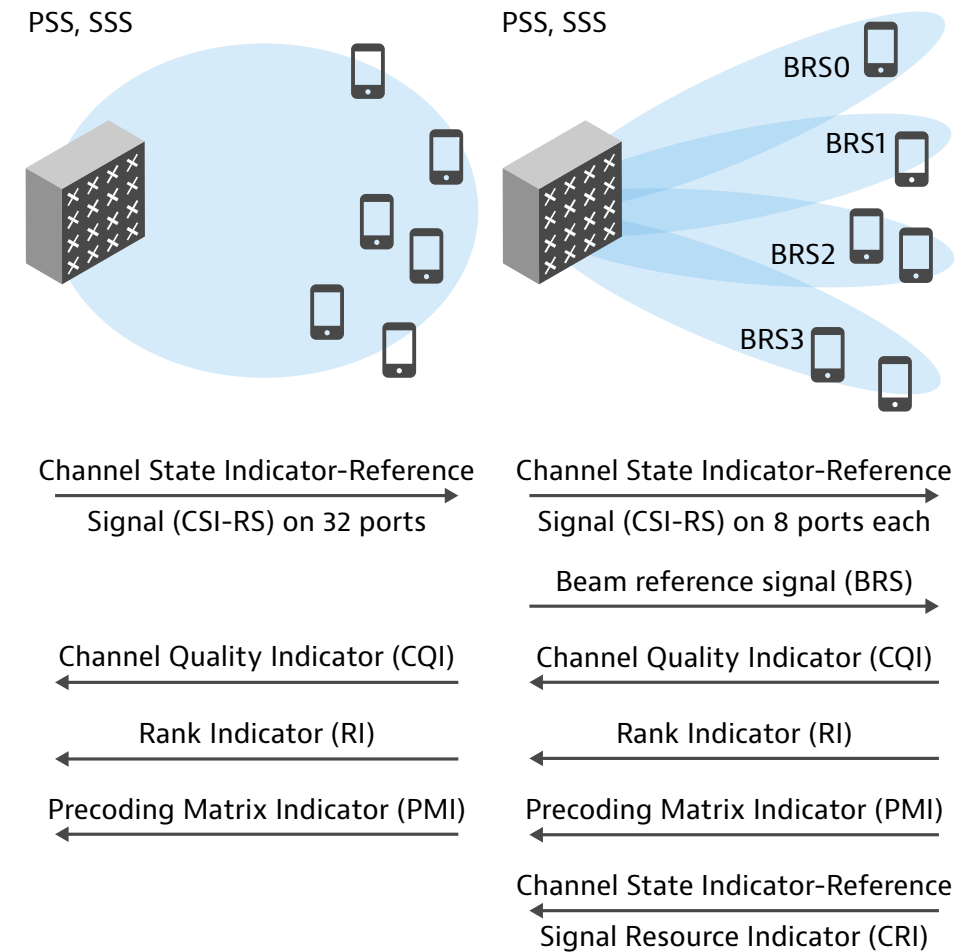 PSS, SSS
PSS, SSS
BRS0
BRS1
BRS2
BRS3
Channel State Indicator-Reference
Signal (CSI-RS) on 32 ports
Channel Quality Indicator (CQI)
Rank Indicator (RI)
Precoding Matrix Indicator (PMI)
Channel State Indicator-Reference
Signal (CSI-RS) on 8 ports each
Beam reference signal (BRS)
Channel Quality Indicator (CQI)
Rank Indicator (RI)
Precoding Matrix Indicator (PMI)
Channel State Indicator-Reference
Signal Resource Indicator (CRI)